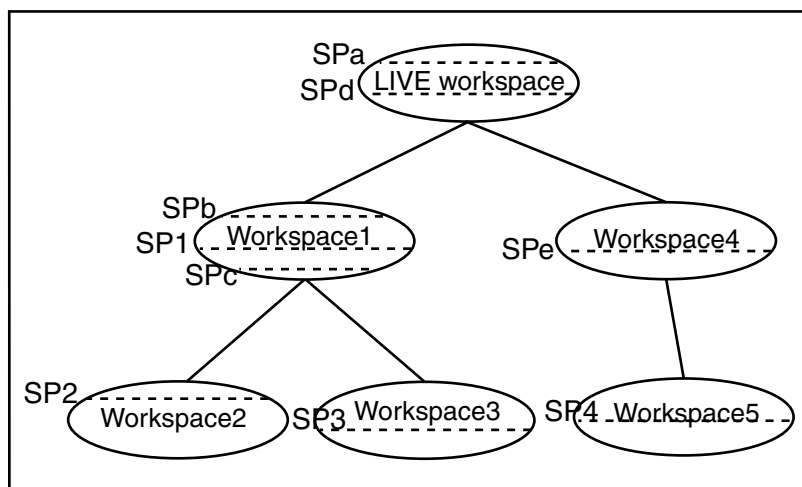 SPa
LIVE workspace
SPd
SPb
Workspace1
SP1
SPc
Workspace4
SPe
SP2
Workspace2
SP3
Workspace3
SP4
Workspace5